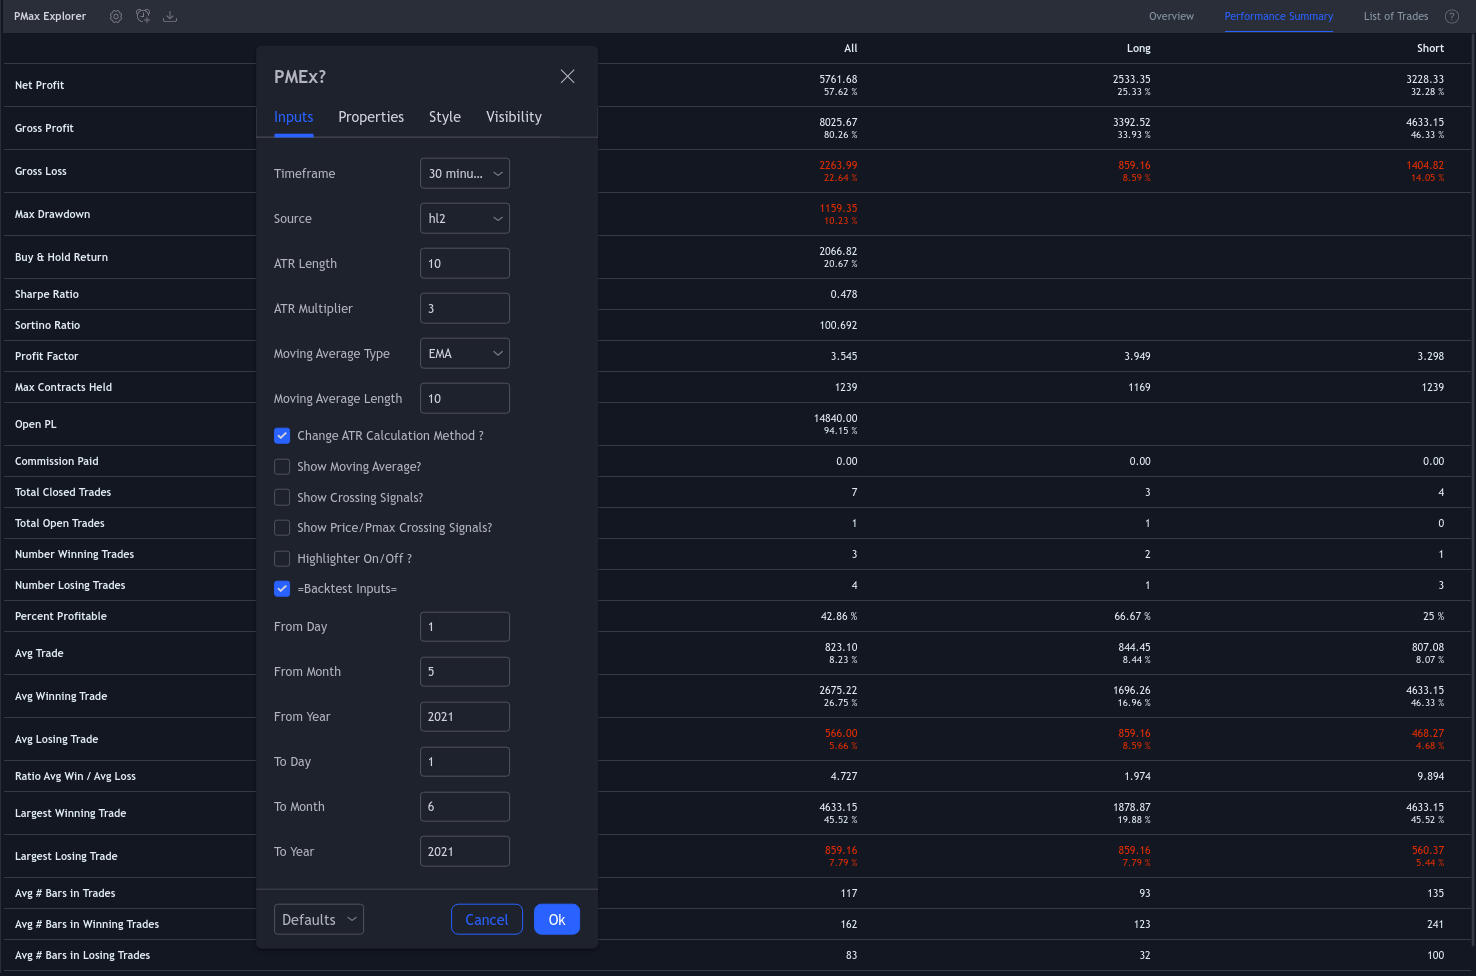 PMax Explorer
Overview Performance Summary List of Trades ?
All Long Short
PMEx?
Inputs Properties Style Visibility
Timeframe 30 minu...
Source hl2
ATR Length 10
ATR Multiplier 3
Moving Average Type EMA
Moving Average Length 10
Change ATR Calculation Method ?
Show Moving Average?
Show Crossing Signals?
Show Price/Pmax Crossing Signals?
Highlighter On/Off ?
=Backtest Inputs=
From Day 1
From Month 5
From Year 2021
To Day 1
To Month 6
To Year 2021
Defaults Cancel Ok
Net Profit 5761.68 2533.35 3228.33
57.62 % 25.33 % 32.28 %
Gross Profit 8025.67 3392.52 4633.15
80.26 % 33.93 % 46.33 %
Gross Loss 2263.99 859.16 1404.82
22.64 % 8.59 % 14.05 %
Max Drawdown 1159.35
10.23 %
Buy & Hold Return 2066.82
20.67 %
Sharpe Ratio 0.478
Sortino Ratio 100.692
Profit Factor 3.545 3.949 3.298
Max Contracts Held 1239 1169 1239
Open PL 14840.00
94.15 %
Commission Paid 0.00 0.00 0.00
Total Closed Trades 7 3 4
Total Open Trades 1 1 0
Number Winning Trades 3 2 1
Number Losing Trades 4 1 3
Percent Profitable 42.86 % 66.67 % 25 %
Avg Trade 823.10 844.45 807.08
8.23 % 8.44 % 8.07 %
Avg Winning Trade 2675.22 1696.26 4633.15
26.75 % 16.96 % 46.33 %
Avg Losing Trade 566.00 859.16 468.27
5.66 % 8.59 % 4.68 %
Ratio Avg Win / Avg Loss 4.727 1.974 9.894
Largest Winning Trade 4633.15 1878.87 4633.15
45.52 % 19.88 % 45.52 %
Largest Losing Trade 859.16 859.16 560.37
7.79 % 7.79 % 5.44 %
Avg # Bars in Trades 117 93 135
Avg # Bars in Winning Trades 162 123 241
Avg # Bars in Losing Trades 83 32 100